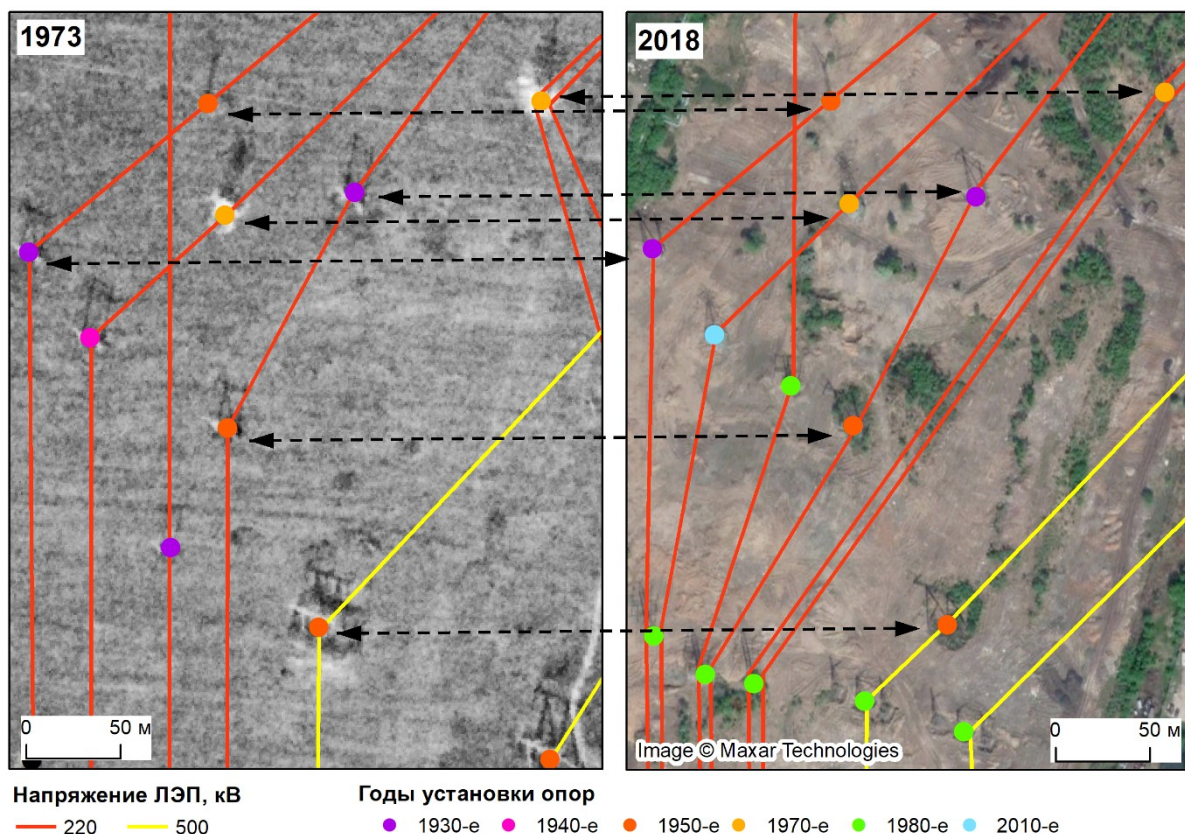 1973
2018
0 50 м
Image © Maxar Technologies
0 50 м
Напряжение ЛЭП, кВ
Годы установки опор
220 500
1930-е 1940-е 1950-е 1970-е 1980-е 2010-е